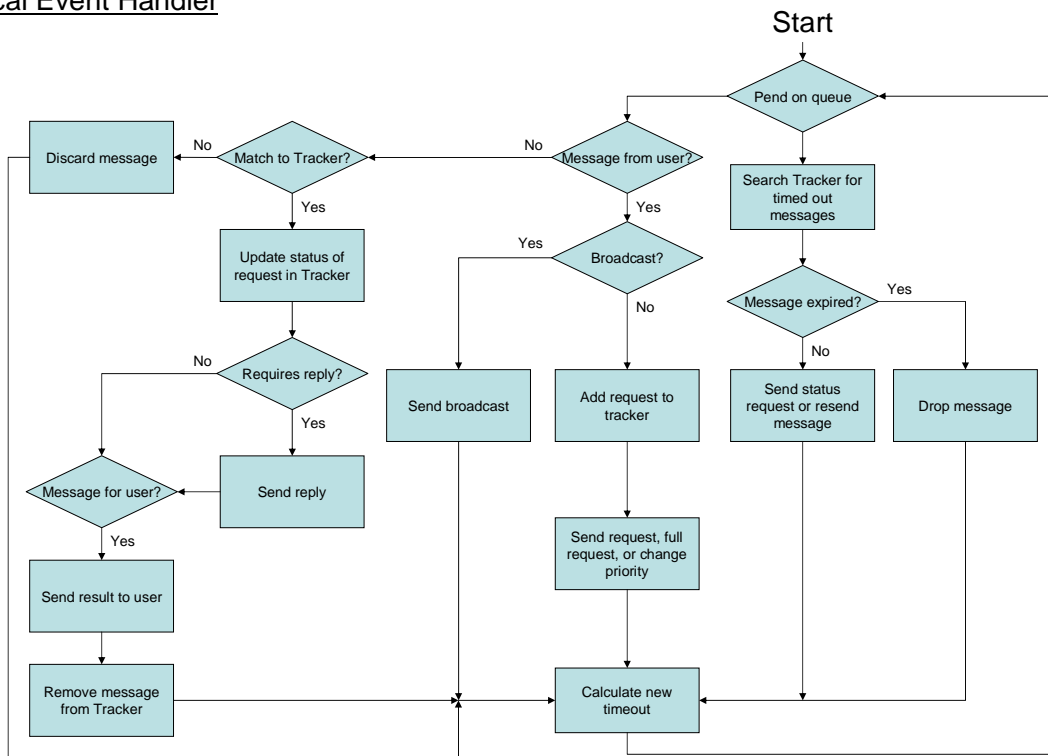 Event Handler
Start
Pend on queue
Discard message
No
Match to Tracker?
No
Message from user?
Search Tracker for
timed out
messages
Yes
Yes
Update status of
request in Tracker
Yes
Broadcast?
Message expired?
Yes
No
No
No
Requires reply?
Send broadcast
Add request to
tracker
Send status
request or resend
message
Drop message
Yes
Message for user?
Send reply
Yes
Send request, full
request, or change
priority
Send result to user
Remove message
from Tracker
Calculate new
timeout